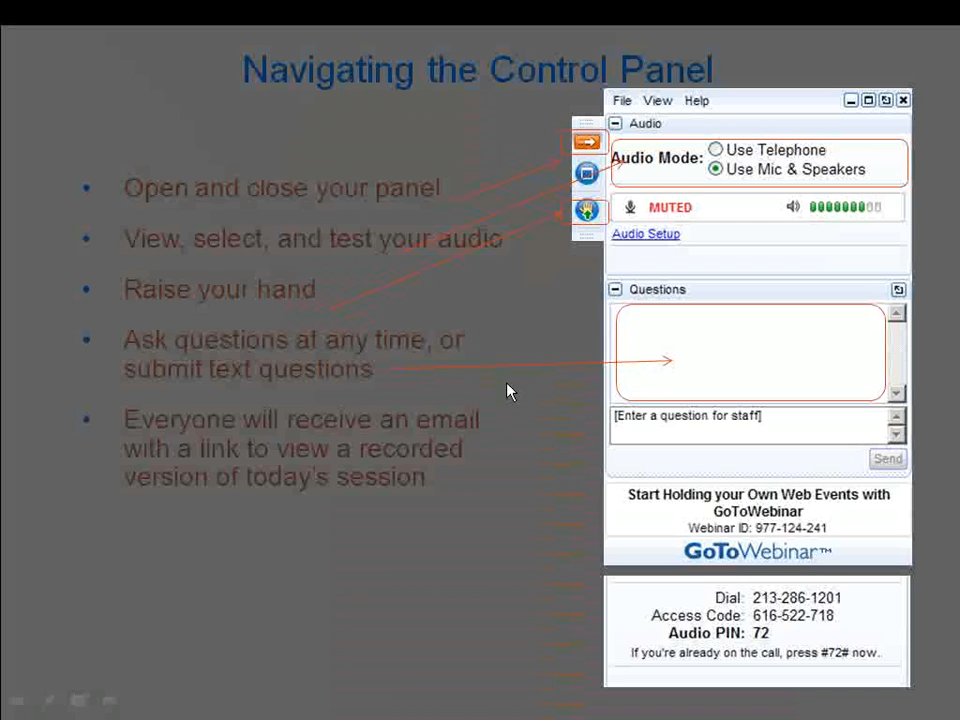 Navigating the Control Panel
• Open and close your panel
• View, select, and test your audio
• Raise your hand
• Ask questions at any time, or
submit text questions
• Everyone will receive an email
with a link to view a recorded
version of today's session
File View Help
Audio
Audio Mode: Use Telephone
Use Mic & Speakers
MUTED
Audio Setup
Questions
[Enter a question for staff]
Send
Start Holding your Own Web Events with
GoToWebinar
Webinar ID: 977-124-241
GoToWebinar™
Dial: 213-286-1201
Access Code: 616-522-718
Audio PIN: 72
If you're already on the call, press #72# now.